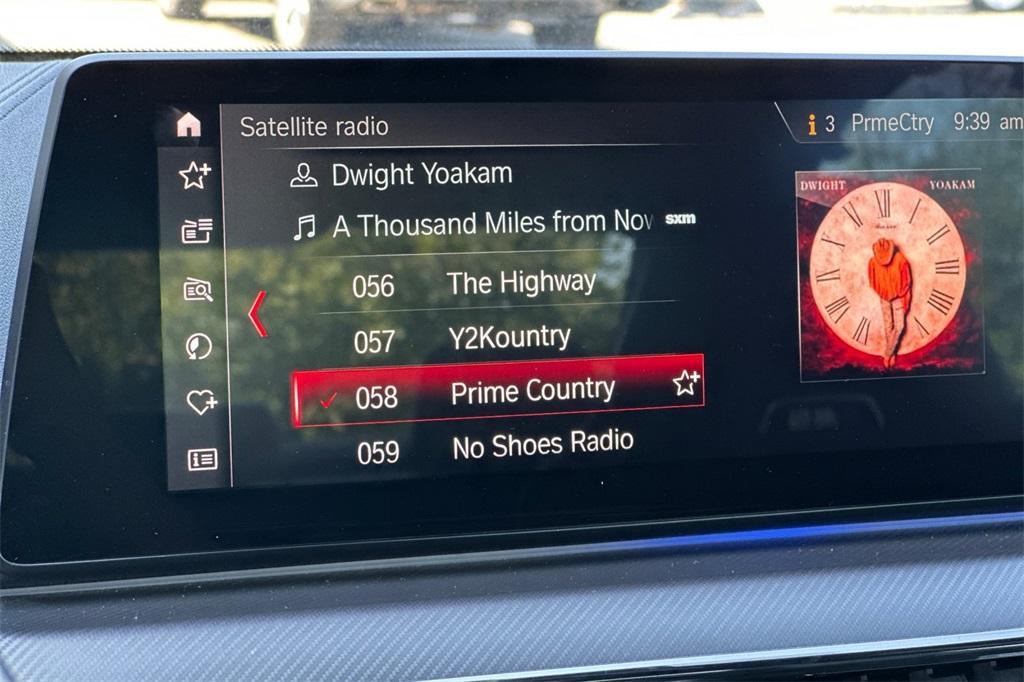 Satellite radio
i 3 PrmeCtry 9:39 am
Dwight Yoakam
A Thousand Miles from Nov
sxm
056 The Highway
057 Y2Kountry
058 Prime Country
059 No Shoes Radio
DWIGHT YOAKAM